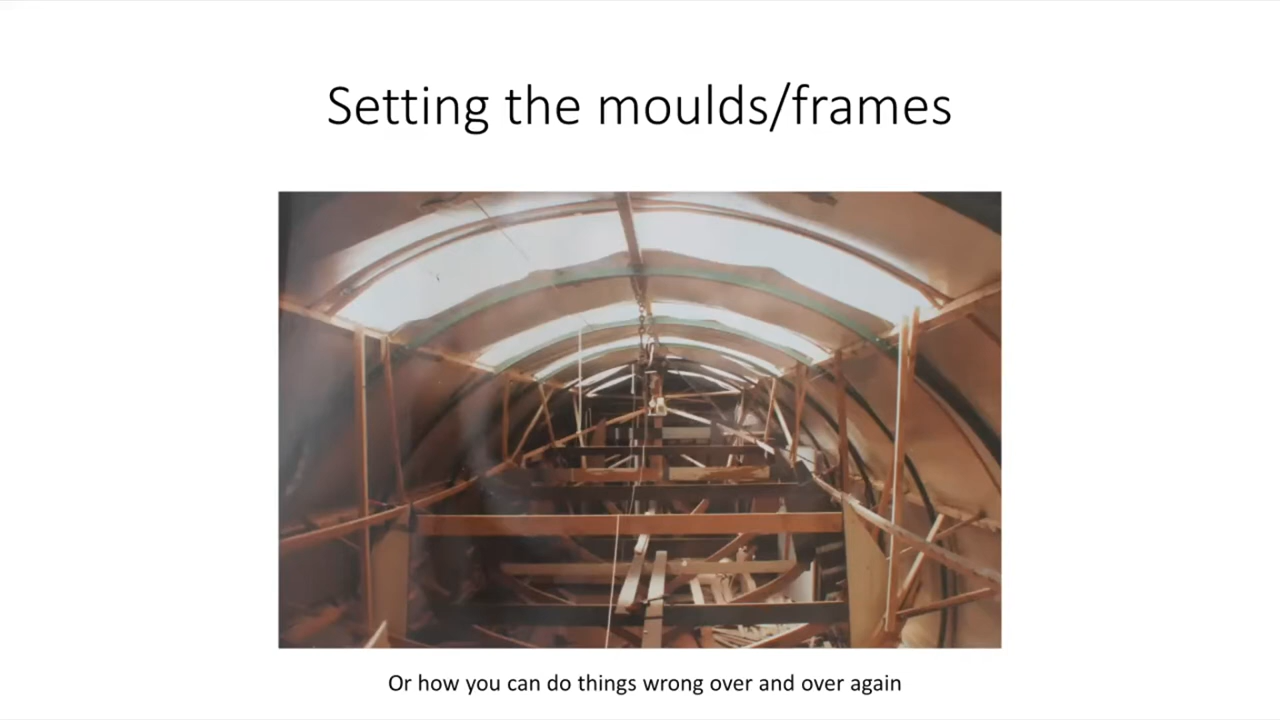 Setting the moulds/frames
Or how you can do things wrong over and over again